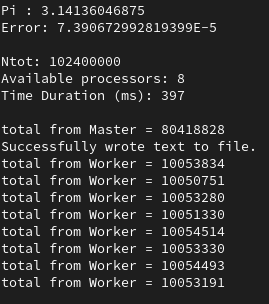 Pi : 3.14136046875
Error: 7.390672992819399E-5
Ntot: 102400000
Available processors: 8
Time Duration (ms): 397
total from Master = 80418828
Successfully wrote text to file.
total from Worker = 10053834
total from Worker = 10050751
total from Worker = 10053280
total from Worker = 10051330
total from Worker = 10054514
total from Worker = 10053330
total from Worker = 10054493
total from Worker = 10053191